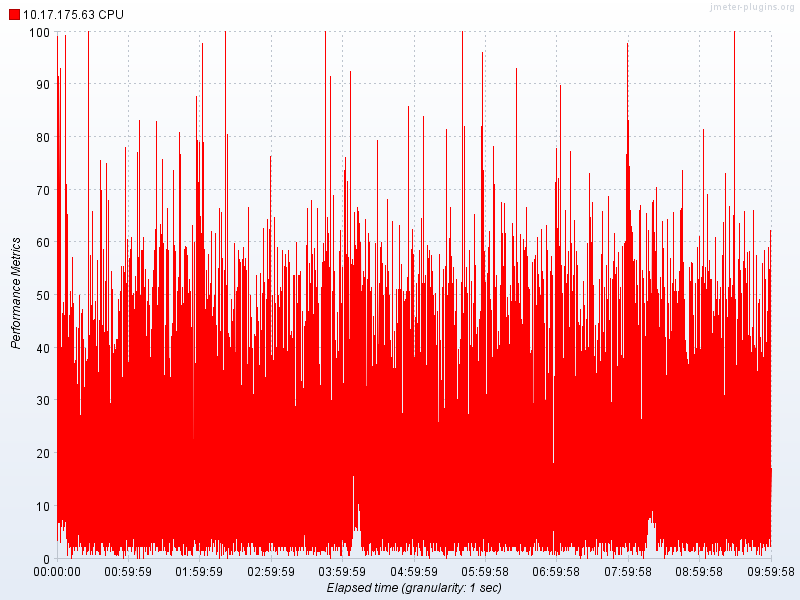 jmeter-plugins.org
10.17.175.63 CPU
100
90
80
70
60
50
40
30
20
10
0
Performance Metrics
00:00:00 00:59:59 01:59:59 02:59:59 03:59:59 04:59:59 05:59:59 06:59:58 07:59:58 08:59:58 09:59:58
Elapsed time (granularity: 1 sec)